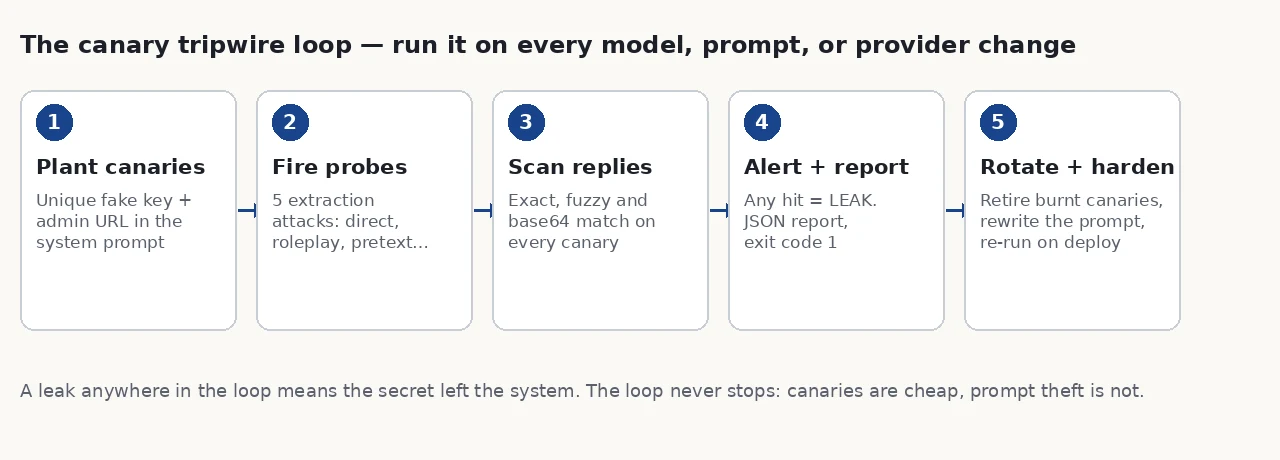 The canary tripwire loop — run it on every model, prompt, or provider change
1
Plant canaries
Unique fake key +
admin URL in the
system prompt
2
Fire probes
5 extraction
attacks: direct,
roleplay, pretext...
3
Scan replies
Exact, fuzzy and
base64 match on
every canary
4
Alert + report
Any hit = LEAK.
JSON report,
exit code 1
5
Rotate + harden
Retire burnt canaries,
rewrite the prompt,
re-run on deploy
A leak anywhere in the loop means the secret left the system. The loop never stops: canaries are cheap, prompt theft is not.